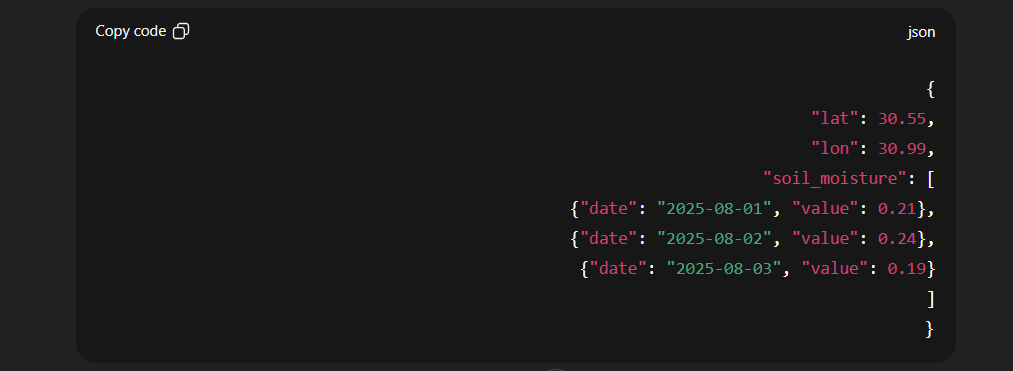 Copy code
json
{
"lat": 30.55,
"lon": 30.99,
"soil_moisture": [
{"date": "2025-08-01", "value": 0.21},
{"date": "2025-08-02", "value": 0.24},
{"date": "2025-08-03", "value": 0.19}
]
}